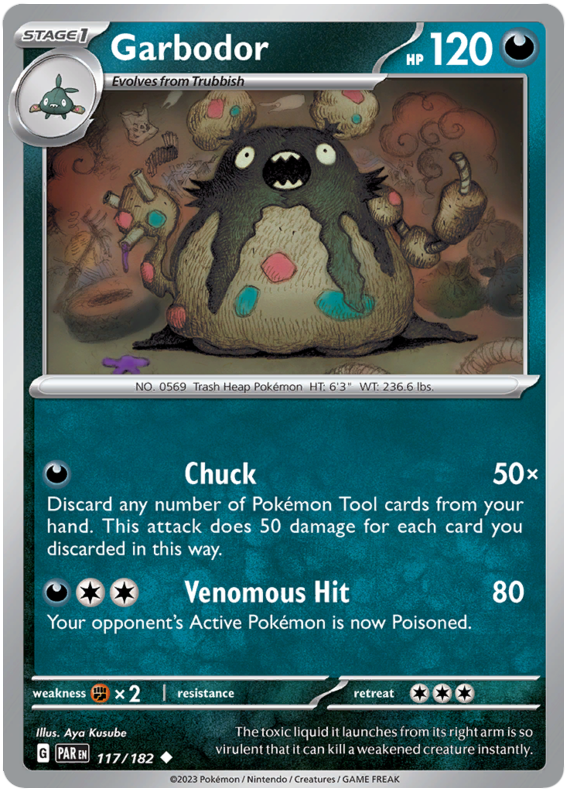 STAGE1
Garbodor
HP 120
Evolves from Trubbish
NO. 0569 Trash Heap Pokémon HT: 6'3" WT: 236.6 lbs.
Chuck 50×
Discard any number of Pokémon Tool cards from your
hand. This attack does 50 damage for each card you
discarded in this way.
Venomous Hit 80
Your opponent's Active Pokémon is now Poisoned.
weakness × 2 resistance retreat
Illus. Aya Kusube
The toxic liquid it launches from its right arm is so
virulent that it can kill a weakened creature instantly.
G PAR EN 117/182
©2023 Pokémon / Nintendo / Creatures / GAME FREAK